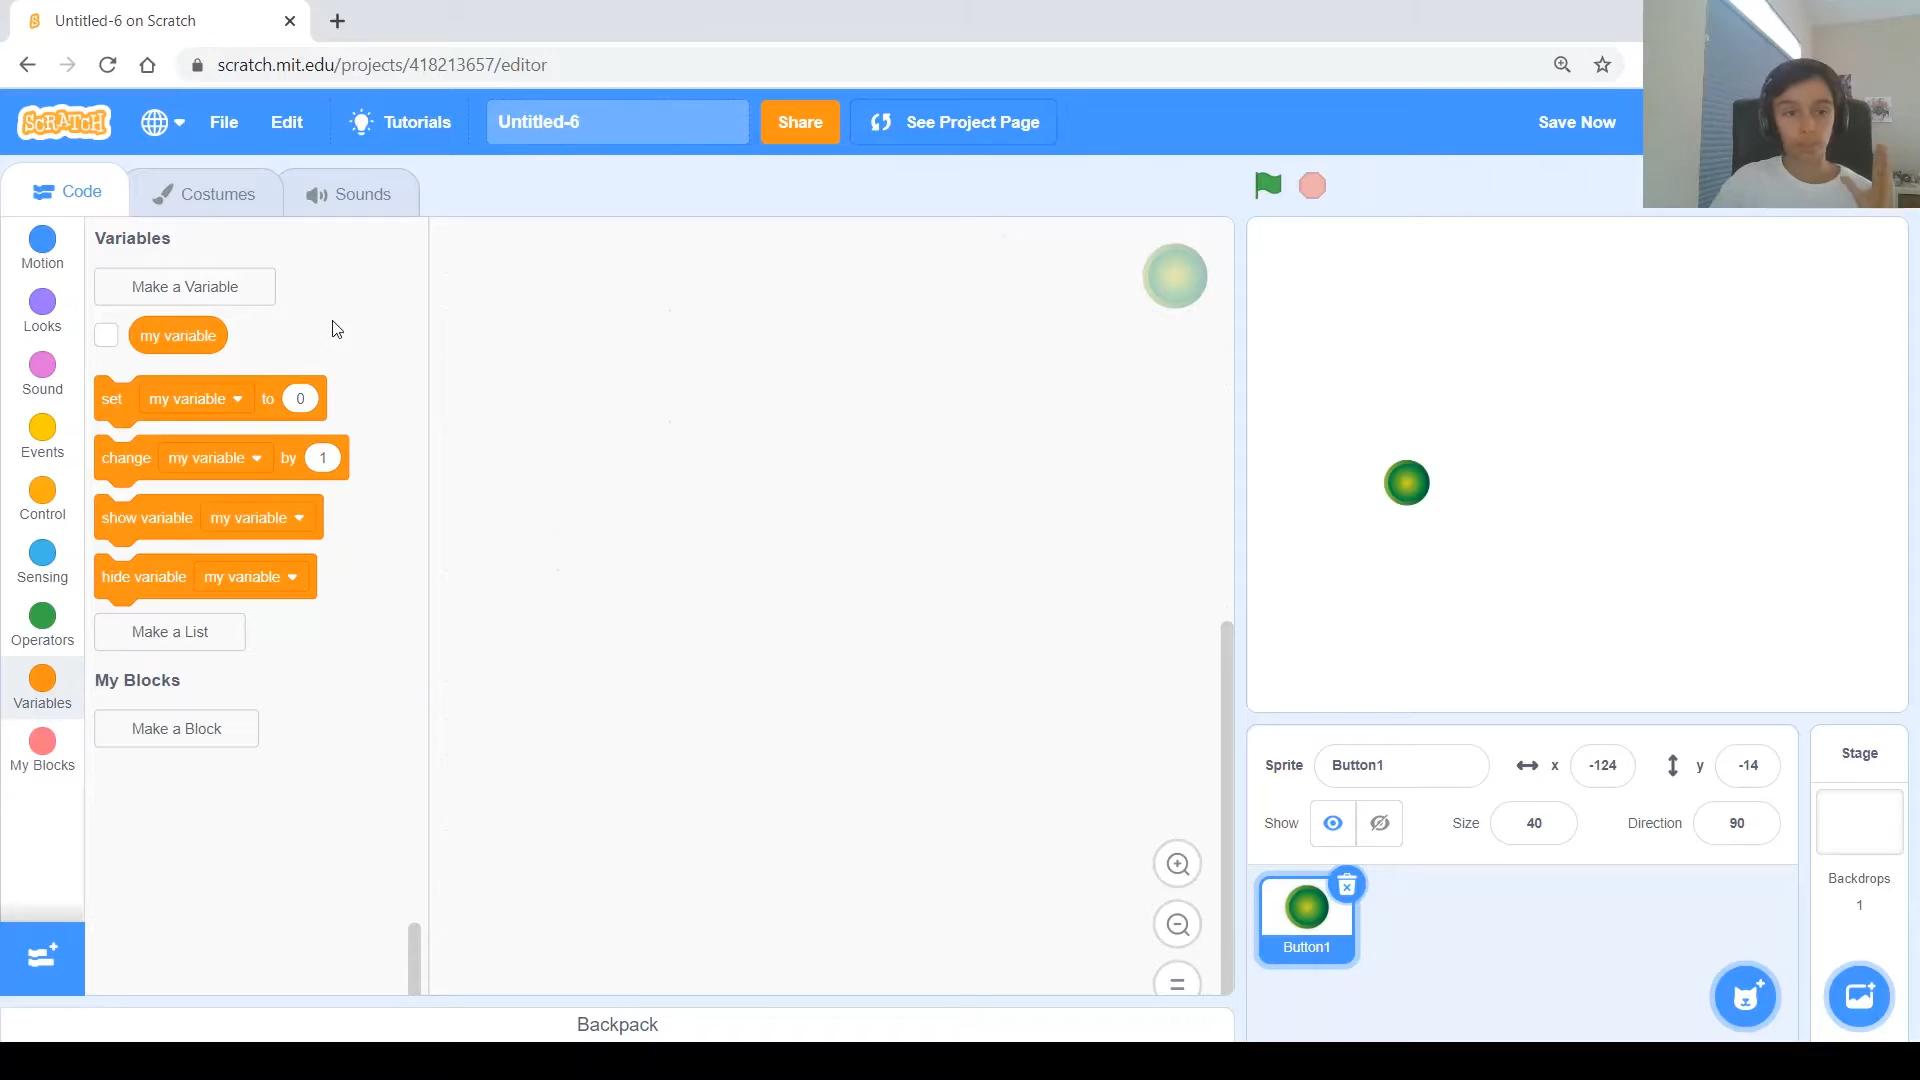 Untitled-6 on Scratch
scratch.mit.edu/projects/418213657/editor
SCRATCH
File
Edit
Tutorials
Untitled-6
Share
See Project Page
Save Now
Code
Costumes
Sounds
Motion
Looks
Sound
Events
Control
Sensing
Operators
Variables
My Blocks
Variables
Make a Variable
my variable
set my variable to 0
change my variable by 1
show variable my variable
hide variable my variable
Make a List
My Blocks
Make a Block
Backpack
Sprite Button1 x -124 y -14
Show Size 40 Direction 90
Button1
Stage
Backdrops
1